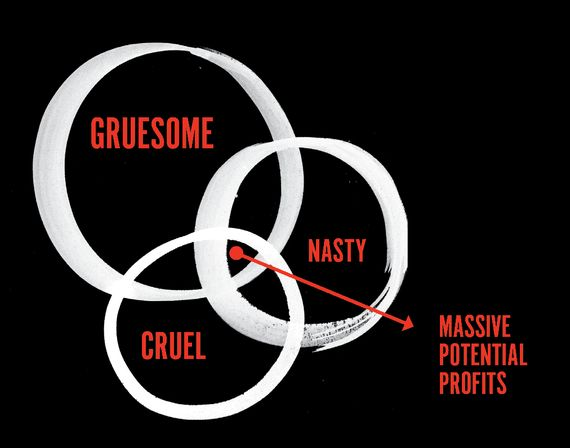 GRUESOME
NASTY
CRUEL
MASSIVE
POTENTIAL
PROFITS